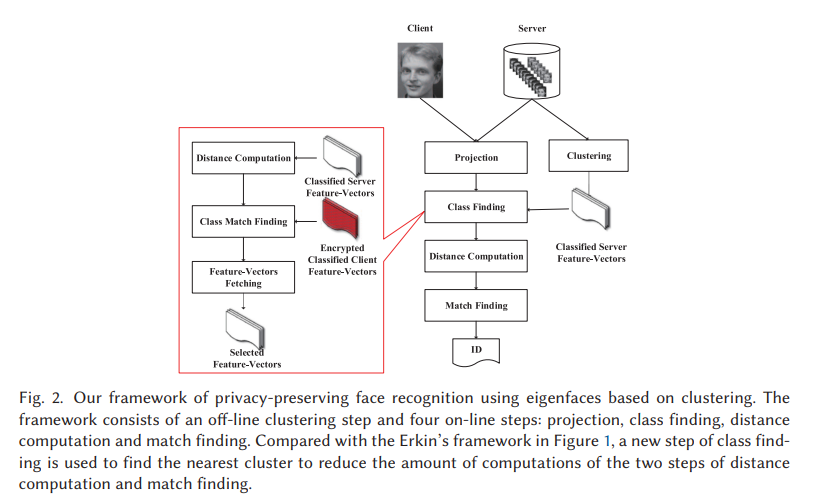 Client
Server
Distance Computation
Classified Server
Feature-Vectors
Class Match Finding
Encrypted
Classified Client
Feature-Vectors
Feature-Vectors
Fetching
Selected
Feature-Vectors
Projection
Clustering
Class Finding
Classified Server
Feature-Vectors
Distance Computation
Match Finding
ID
Fig. 2. Our framework of privacy-preserving face recognition using eigenfaces based on clustering. The
framework consists of an off-line clustering step and four on-line steps: projection, class finding, distance
computation and match finding. Compared with the Erkin's framework in Figure 1, a new step of class find-
ing is used to find the nearest cluster to reduce the amount of computations of the two steps of distance
computation and match finding.